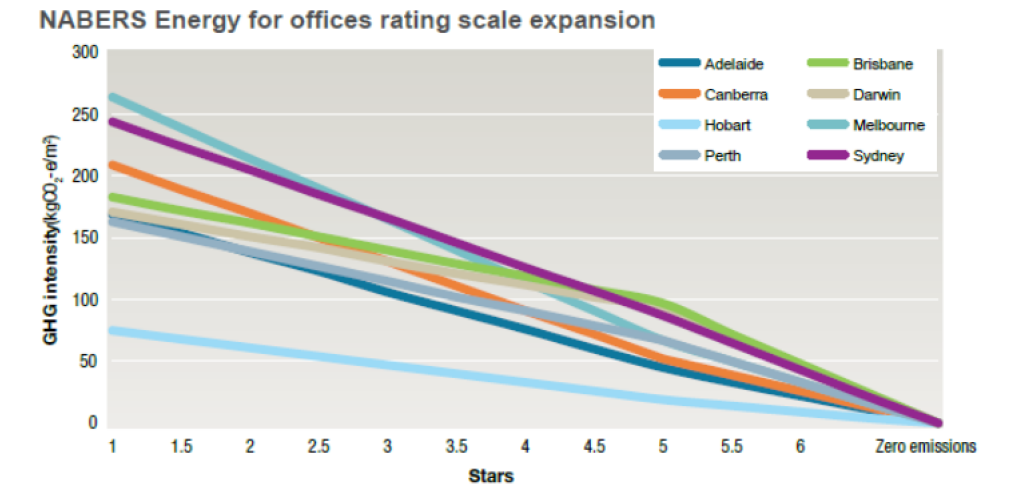 NABERS Energy for offices rating scale expansion
300
250
200
150
100
50
0
GHG intensity(kgCO₂-e/m²)
Adelaide
Brisbane
Canberra
Darwin
Hobart
Melbourne
Perth
Sydney
1 1.5 2 2.5 3 3.5 4 4.5 5 5.5 6 Zero emissions
Stars